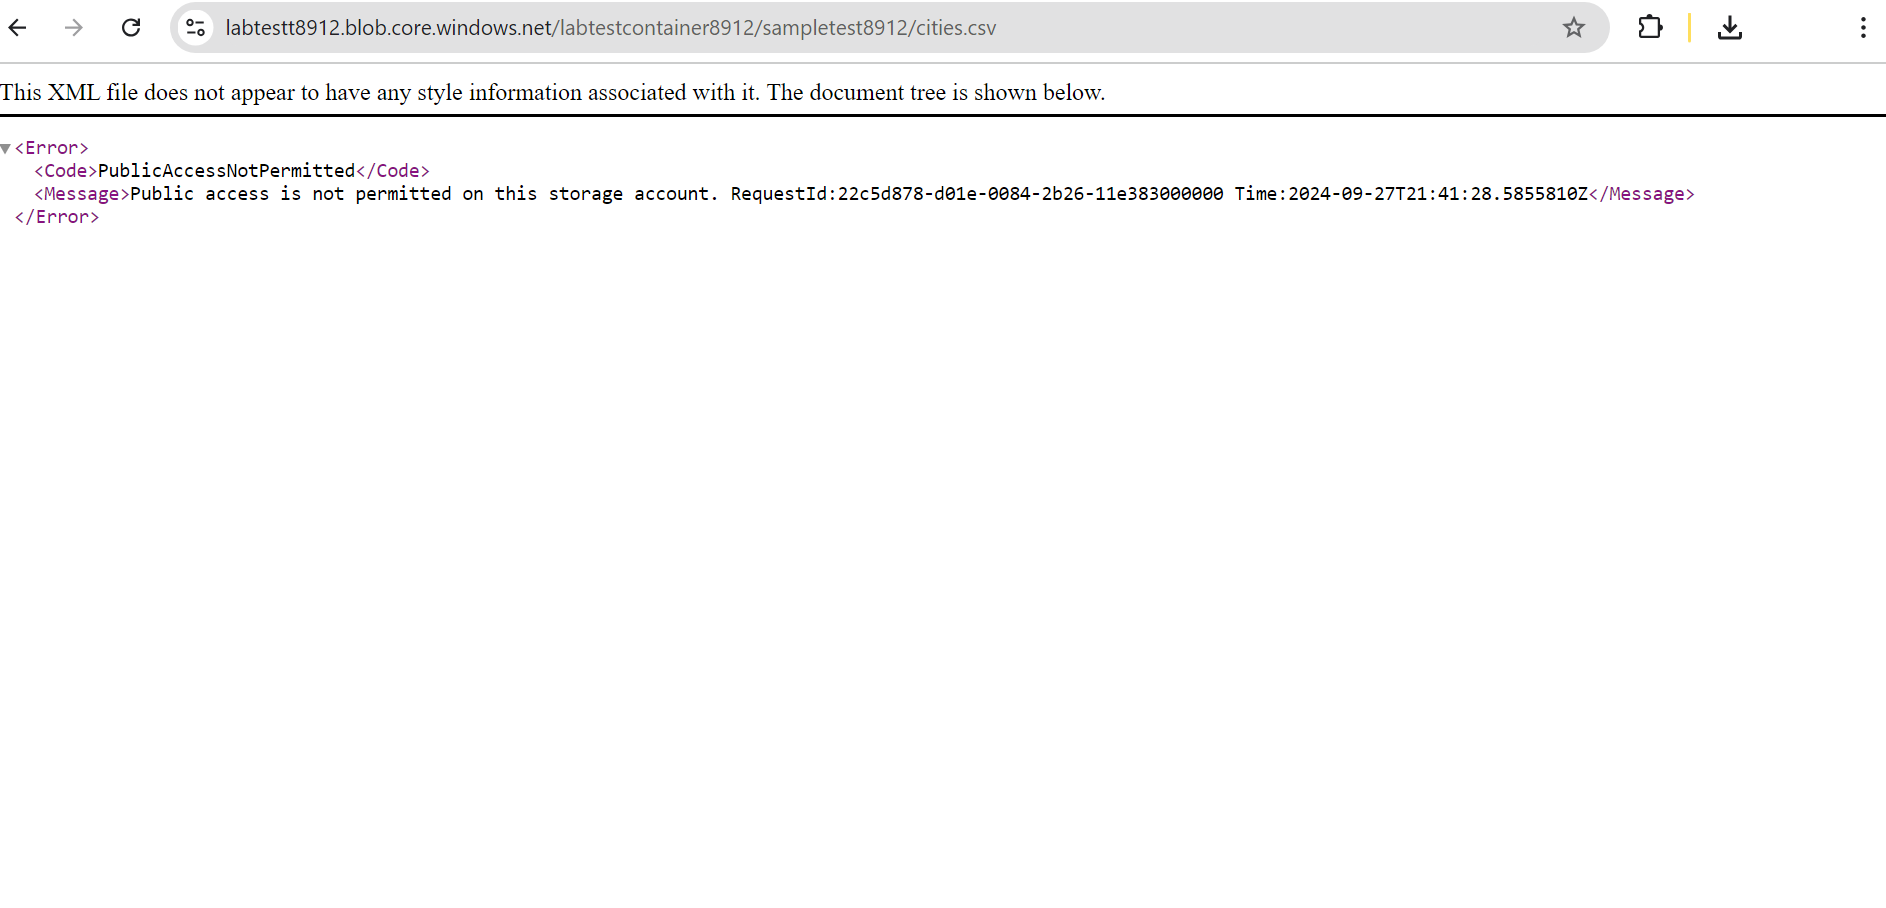 labtestt8912.blob.core.windows.net/labtestcontainer8912/sampletest8912/cities.csv
This XML file does not appear to have any style information associated with it. The document tree is shown below.
<Error>
<Code>PublicAccessNotPermitted</Code>
<Message>Public access is not permitted on this storage account. RequestId:22c5d878-d01e-0084-2b26-11e383000000 Time:2024-09-27T21:41:28.5855810Z</Message>
</Error>